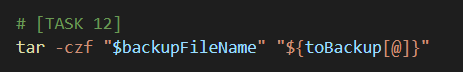 # [TASK 12]
tar -czf "$backupFileName" "${toBackup[@]}"